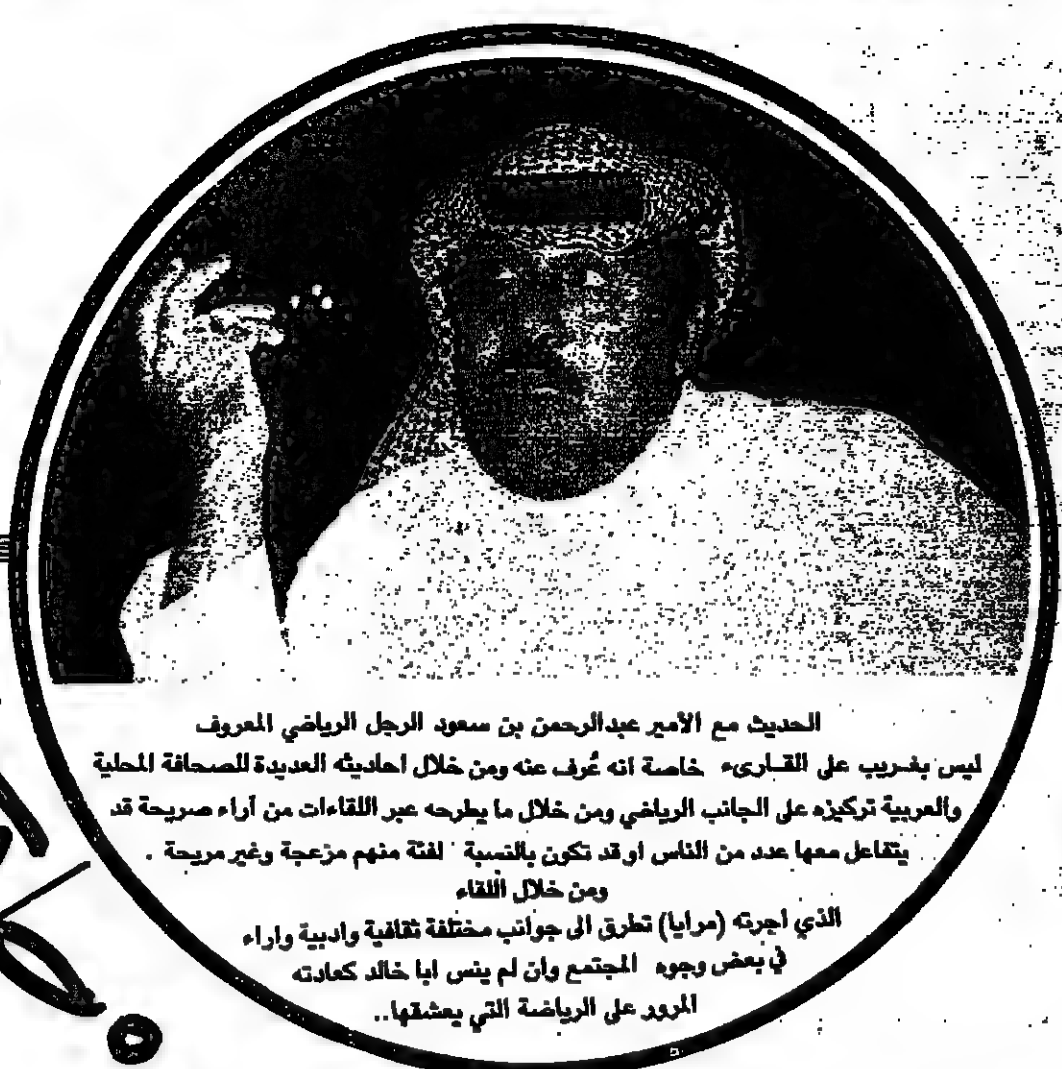 الحديث مع الأمير عبدالرحمن بن سعود الرجل الرياضي المعروف
ليس بغريب على القارىء خاصة انه عُرف عنه ومن خلال احاديثه العديدة للصحافة المحلية
والعربية تركيزه على الجانب الرياضي ومن خلال ما يطرحه عبر اللقاءات من آراء صريحة قد
يتفاعل معها عدد من الناس اوقد تكون بالنسبة لفئة منهم مزعجة وغير مريحة .
ومن خلال اللقاء
الذي اجرته (مرايا) تطرق الى جوانب مختلفة ثقافية وادبية واراء
في بعض وجوه المجتمع وان لم ينس ابا خالد كعادته
المرور على الرياضة التي يعشقها..